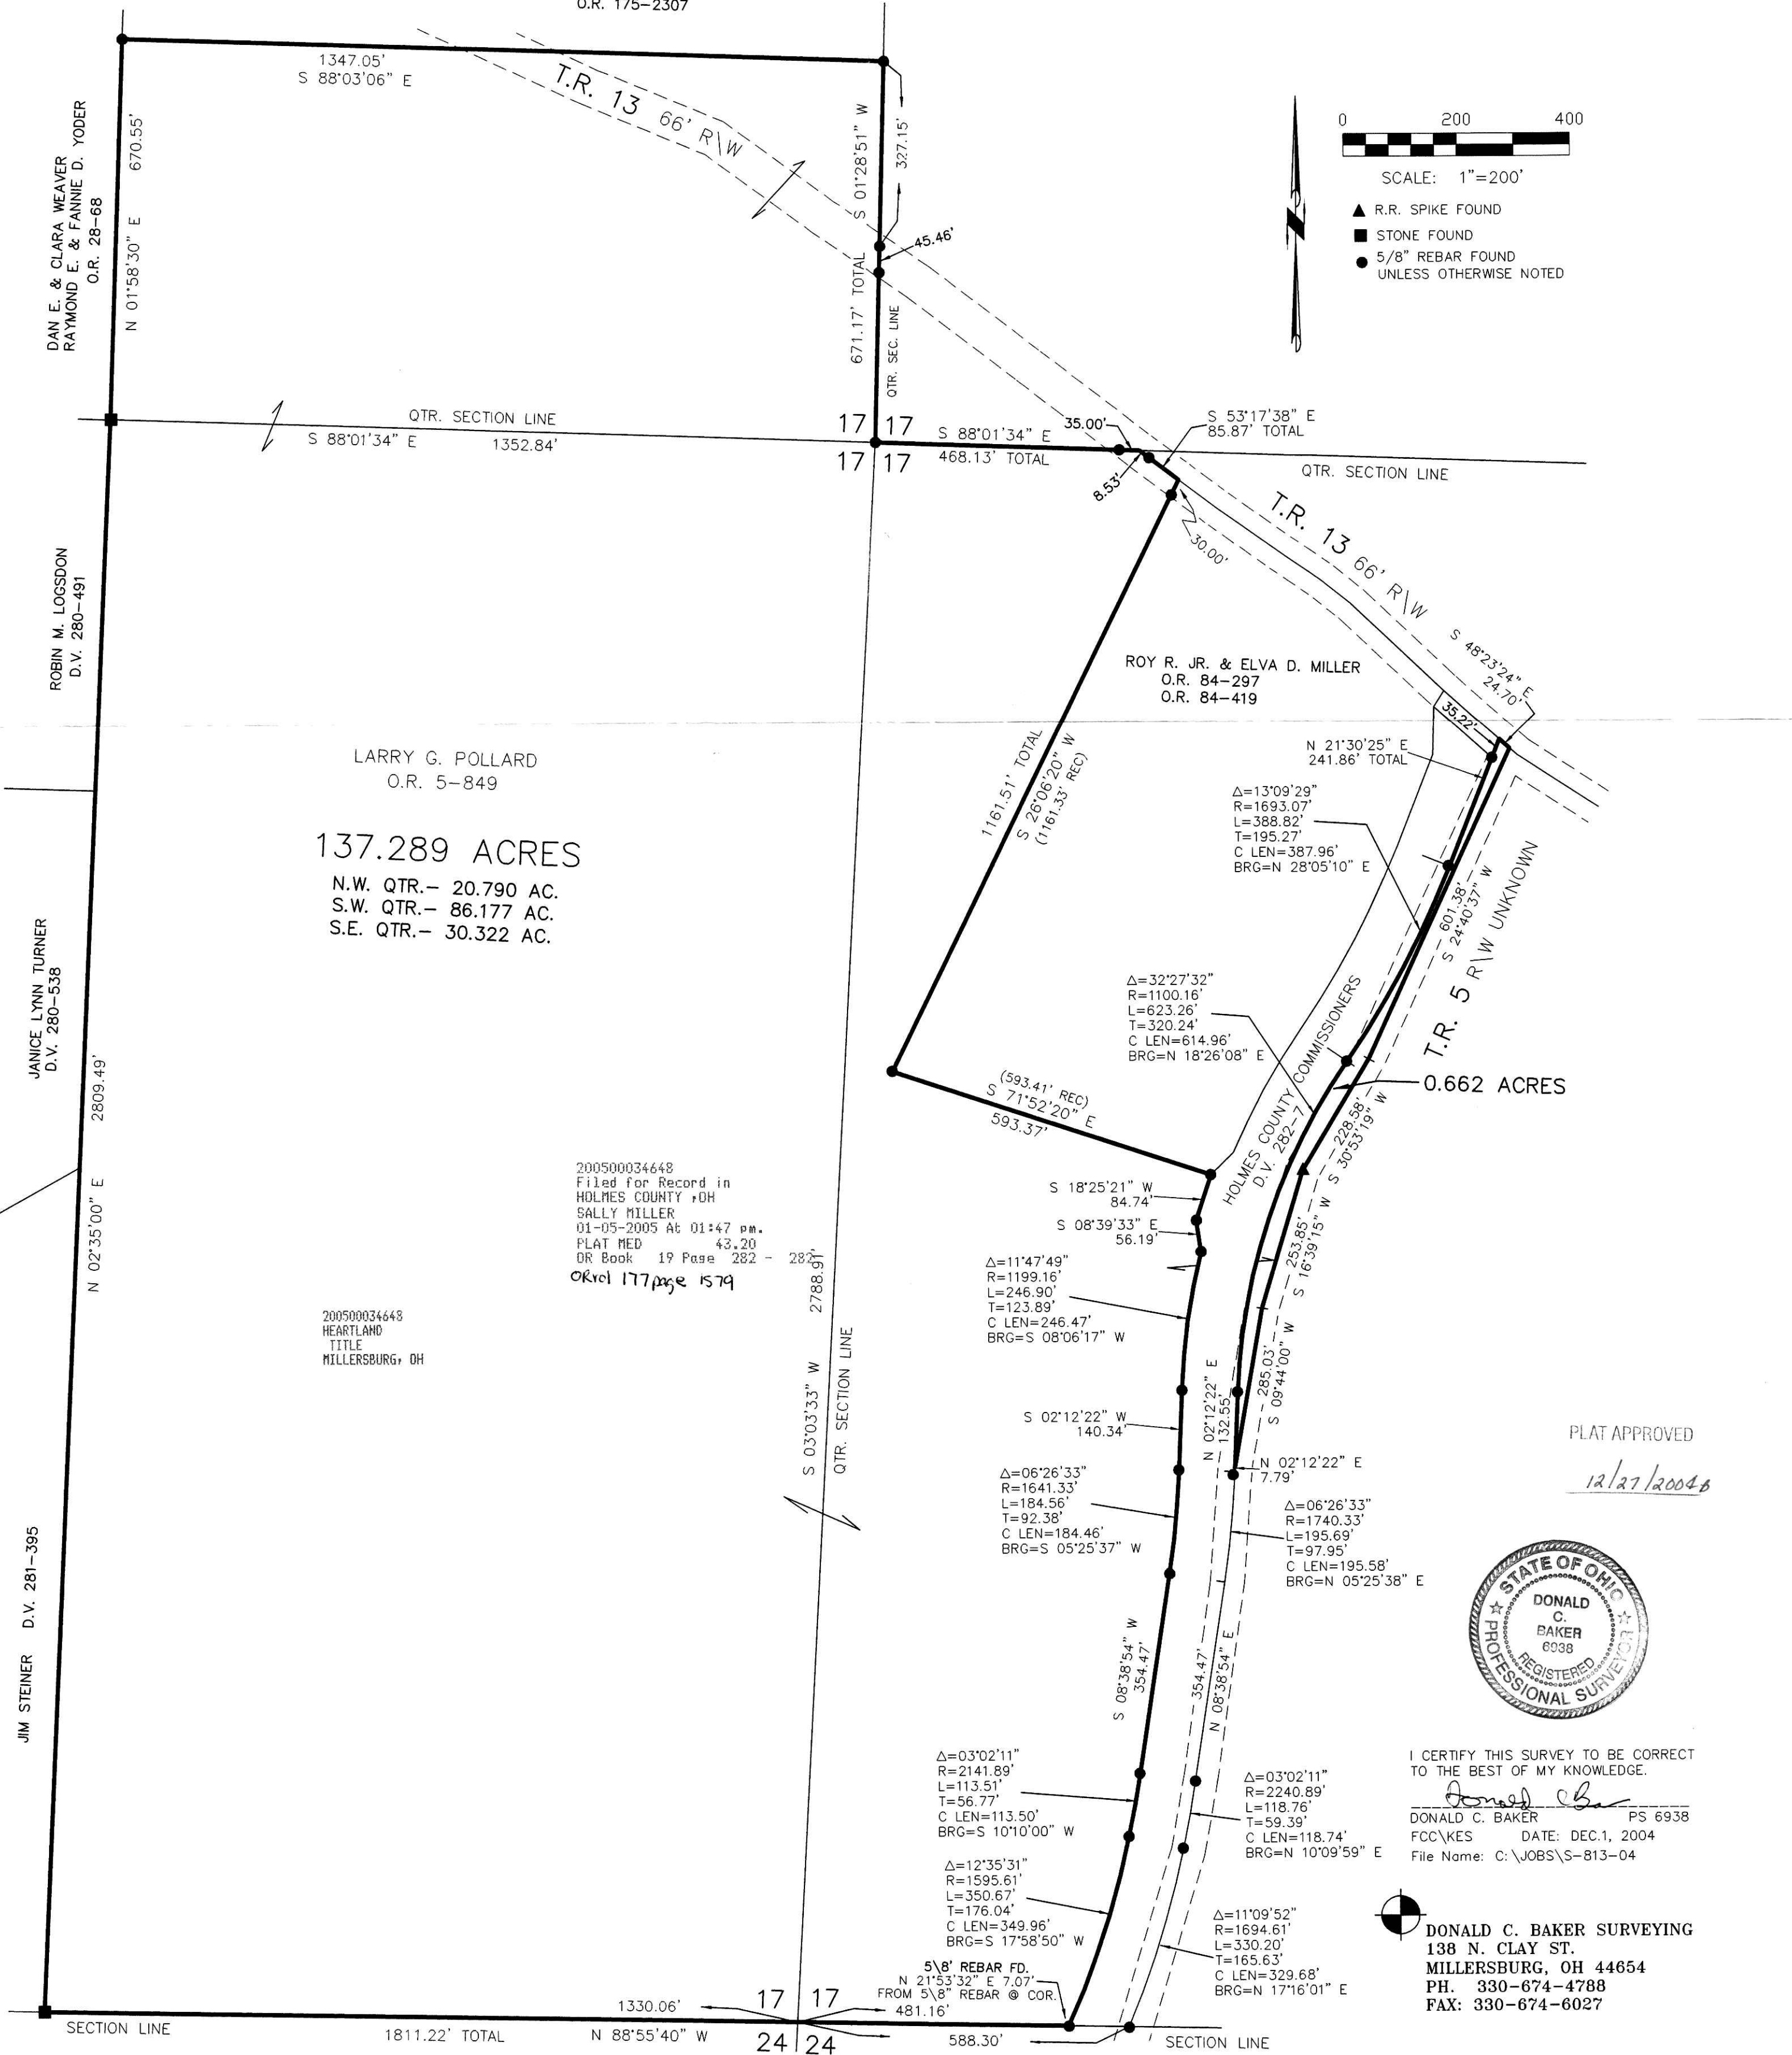 O.R. 175-2307
1347.05'
S 88°03'06" E
T.R. 13 66' R\W
DAN E. & CLARA WEAVER
RAYMOND E. & FANNIE D. YODER
O.R. 28-68
N 01°58'30" E 670.55'
S 01°28'51" W
327.15'
671.17' TOTAL
45.46'
QTR. SEC. LINE
0 200 400
SCALE: 1"=200'
R.R. SPIKE FOUND
STONE FOUND
5/8" REBAR FOUND
UNLESS OTHERWISE NOTED
QTR. SECTION LINE
S 88°01'34" E 1352.84'
17 17
17 17
S 88°01'34" E
468.13' TOTAL
35.00'
8.53'
S 53°17'38" E
85.87' TOTAL
QTR. SECTION LINE
30.00'
T.R. 13 66' R\W
ROBIN M. LOGSDON
D.V. 280-491
ROY R. JR. & ELVA D. MILLER
O.R. 84-297
O.R. 84-419
S 48°23'24" E
24.70'
35.22'
N 21°30'25" E
241.86' TOTAL
LARRY G. POLLARD
O.R. 5-849
137.289 ACRES
N.W. QTR.- 20.790 AC.
S.W. QTR.- 86.177 AC.
S.E. QTR.- 30.322 AC.
1161.51' TOTAL
S 26°06'20" W
(1161.33' REC)
Δ=13°09'29"
R=1693.07'
L=388.82'
T=195.27'
C LEN=387.96'
BRG=N 28°05'10" E
601.38'
S 24°40'37" W
T.R. 5 R\W UNKNOWN
JANICE LYNN TURNER
D.V. 280-538
N 02°35'00" E 2809.49'
Δ=32°27'32"
R=1100.16'
L=623.26'
T=320.24'
C LEN=614.96'
BRG=N 18°26'08" E
HOLMES COUNTY COMMISSIONERS
D.V. 282-7
0.662 ACRES
228.58'
S 30°53'19" W
(593.41' REC)
S 71°52'20" E
593.37'
S 18°25'21" W
84.74'
S 08°39'33" E
56.19'
253.85'
S 16°39'15" W
200500034648
Filed for Record in
HOLMES COUNTY ,OH
SALLY MILLER
01-05-2005 At 01:47 pm.
PLAT MED 43.20
OR Book 19 Page 282 - 282
ORvol 177 page 1579
200500034648
HEARTLAND
TITLE
MILLERSBURG, OH
S 03°03'33" W 2788.91'
QTR. SECTION LINE
Δ=11°47'49"
R=1199.16'
L=246.90'
T=123.89'
C LEN=246.47'
BRG=S 08°06'17" W
N 02°12'22" E
132.55'
285.03'
S 09°44'00" W
S 02°12'22" W
140.34'
N 02°12'22" E
7.79'
PLAT APPROVED
12/27/2004
Δ=06°26'33"
R=1641.33'
L=184.56'
T=92.38'
C LEN=184.46'
BRG=S 05°25'37" W
Δ=06°26'33"
R=1740.33'
L=195.69'
T=97.95'
C LEN=195.58'
BRG=N 05°25'38" E
JIM STEINER D.V. 281-395
S 08°38'54" W
354.47'
354.47'
N 08°38'54" E
STATE OF OHIO
DONALD
C.
BAKER
6938
REGISTERED
PROFESSIONAL SURVEYOR
Δ=03°02'11"
R=2141.89'
L=113.51'
T=56.77'
C LEN=113.50'
BRG=S 10°10'00" W
Δ=03°02'11"
R=2240.89'
L=118.76'
T=59.39'
C LEN=118.74'
BRG=N 10°09'59" E
I CERTIFY THIS SURVEY TO BE CORRECT
TO THE BEST OF MY KNOWLEDGE.
DONALD C. BAKER PS 6938
FCC\KES DATE: DEC.1, 2004
File Name: C:\JOBS\S-813-04
Δ=12°35'31"
R=1595.61'
L=350.67'
T=176.04'
C LEN=349.96'
BRG=S 17°58'50" W
Δ=11°09'52"
R=1694.61'
L=330.20'
T=165.63'
C LEN=329.68'
BRG=N 17°16'01" E
5\8' REBAR FD.
N 21°53'32" E 7.07'
FROM 5\8" REBAR @ COR.
DONALD C. BAKER SURVEYING
138 N. CLAY ST.
MILLERSBURG, OH 44654
PH. 330-674-4788
FAX: 330-674-6027
1330.06'
17 17
481.16'
SECTION LINE
1811.22' TOTAL N 88°55'40" W
24 24
588.30'
SECTION LINE